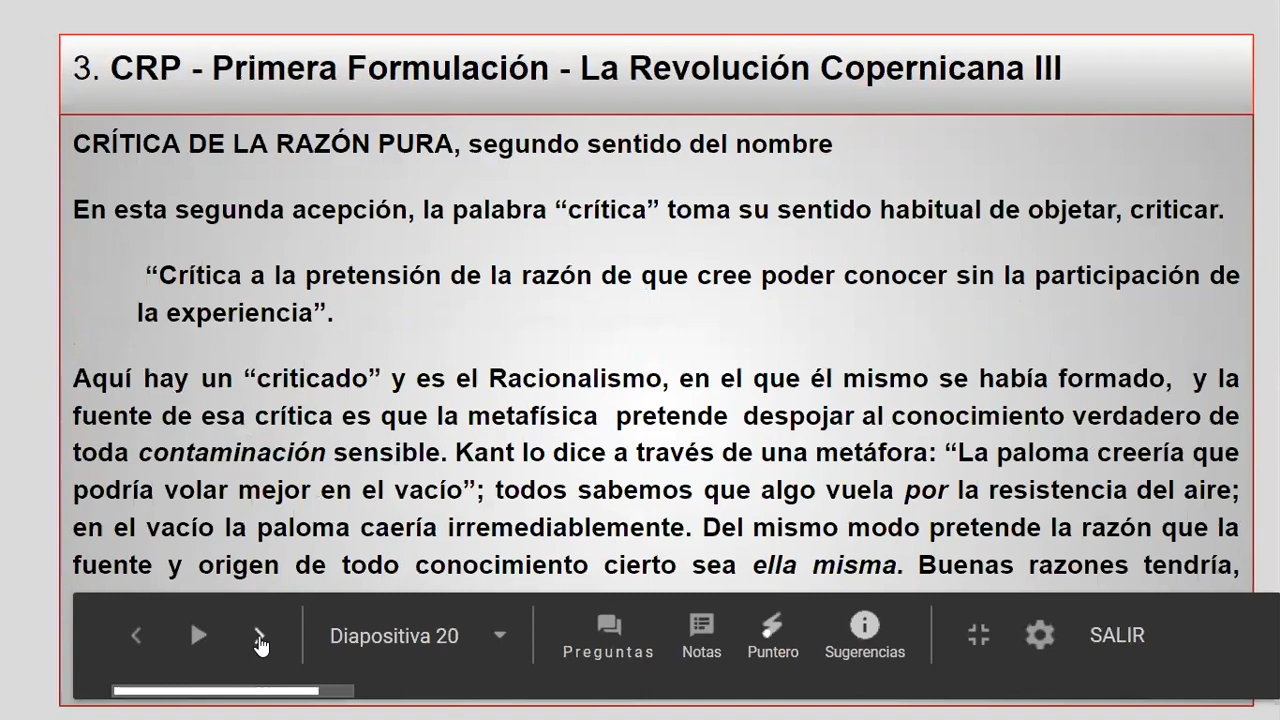 3. CRP - Primera Formulación - La Revolución Copernicana III
CRÍTICA DE LA RAZÓN PURA, segundo sentido del nombre
En esta segunda acepción, la palabra “crítica” toma su sentido habitual de objetar, criticar.
“Crítica a la pretensión de la razón de que cree poder conocer sin la participación de
la experiencia”.
Aquí hay un “criticado” y es el Racionalismo, en el que él mismo se había formado, y la
fuente de esa crítica es que la metafísica pretende despojar al conocimiento verdadero de
toda contaminación sensible. Kant lo dice a través de una metáfora: “La paloma creería que
podría volar mejor en el vacío”; todos sabemos que algo vuela por la resistencia del aire;
en el vacío la paloma caería irremediablemente. Del mismo modo pretende la razón que la
fuente y origen de todo conocimiento cierto sea ella misma. Buenas razones tendría,
Diapositiva 20
Preguntas
Notas
Puntero
Sugerencias
SALIR